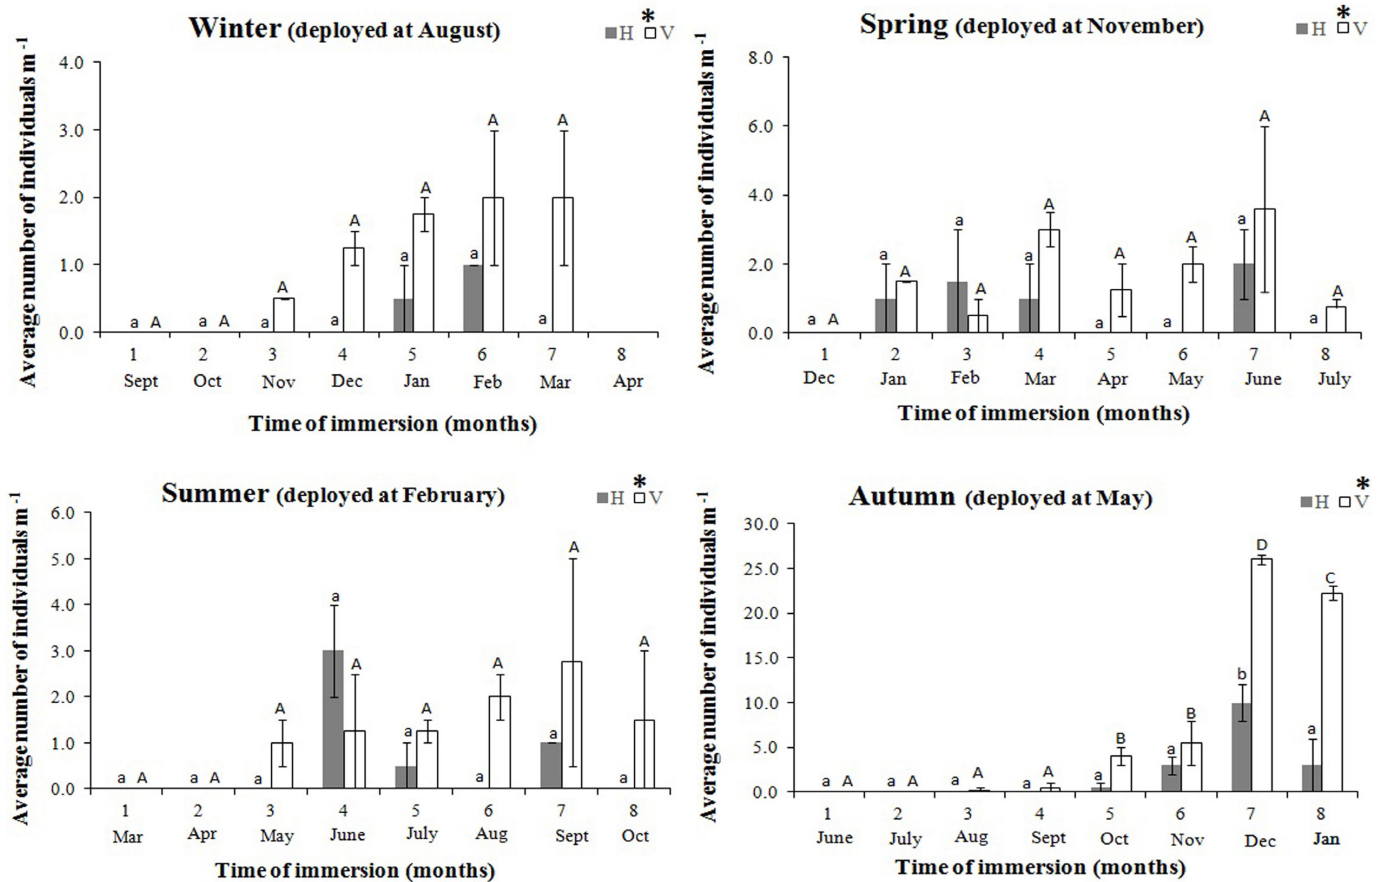 Winter (deployed at August)
*
H V
Average number of individuals m-1
4.0
3.0
2.0
1.0
0.0
a A a A a A a A a A a A a A
1 2 3 4 5 6 7 8
Sept Oct Nov Dec Jan Feb Mar Apr
Time of immersion (months)
Spring (deployed at November)
*
H V
Average number of individuals m-1
8.0
6.0
4.0
2.0
0.0
a A a A a A a A a A a A a A a A
1 2 3 4 5 6 7 8
Dec Jan Feb Mar Apr May June July
Time of immersion (months)
Summer (deployed at February)
*
H V
Average number of individuals m-1
6.0
5.0
4.0
3.0
2.0
1.0
0.0
a A a A a A a A a A a A a A a A
1 2 3 4 5 6 7 8
Mar Apr May June July Aug Sept Oct
Time of immersion (months)
Autumn (deployed at May)
*
H V
Average number of individuals m-1
30.0
25.0
20.0
15.0
10.0
5.0
0.0
a A a A a A a A a B a B b D a C
1 2 3 4 5 6 7 8
June July Aug Sept Oct Nov Dec Jan
Time of immersion (months)